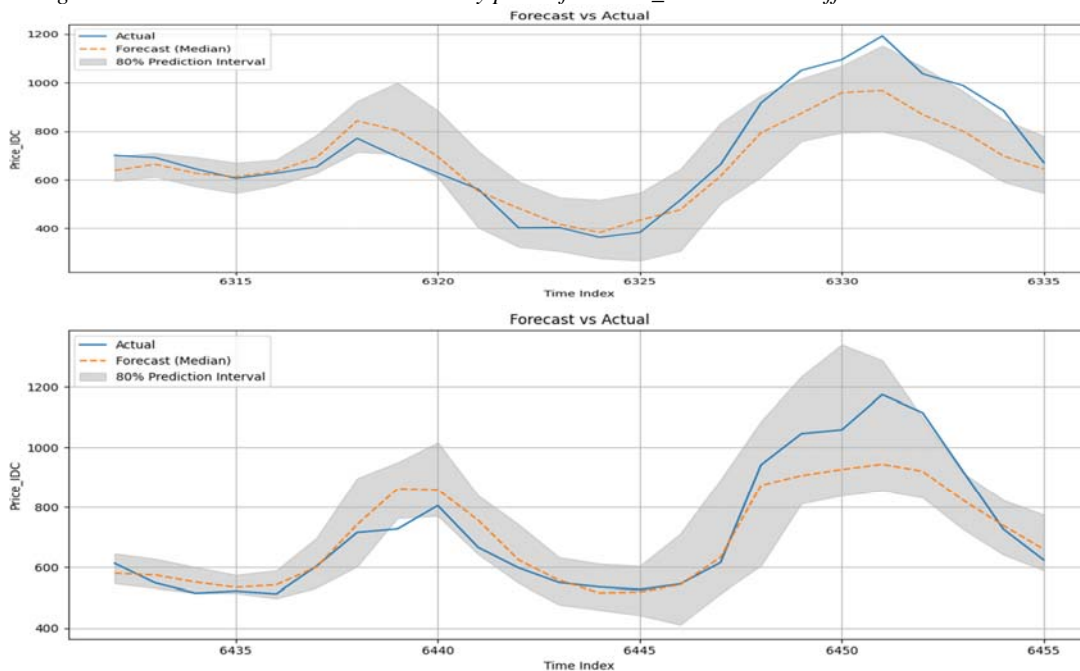 Forecast vs Actual
Actual
Forecast (Median)
80% Prediction Interval
1200
1000
800
600
400
Price_IDC
6315
6320
6325
6330
6335
Time Index
Forecast vs Actual
Actual
Forecast (Median)
80% Prediction Interval
1200
1000
800
600
400
Price_IDC
6435
6440
6445
6450
6455
Time Index